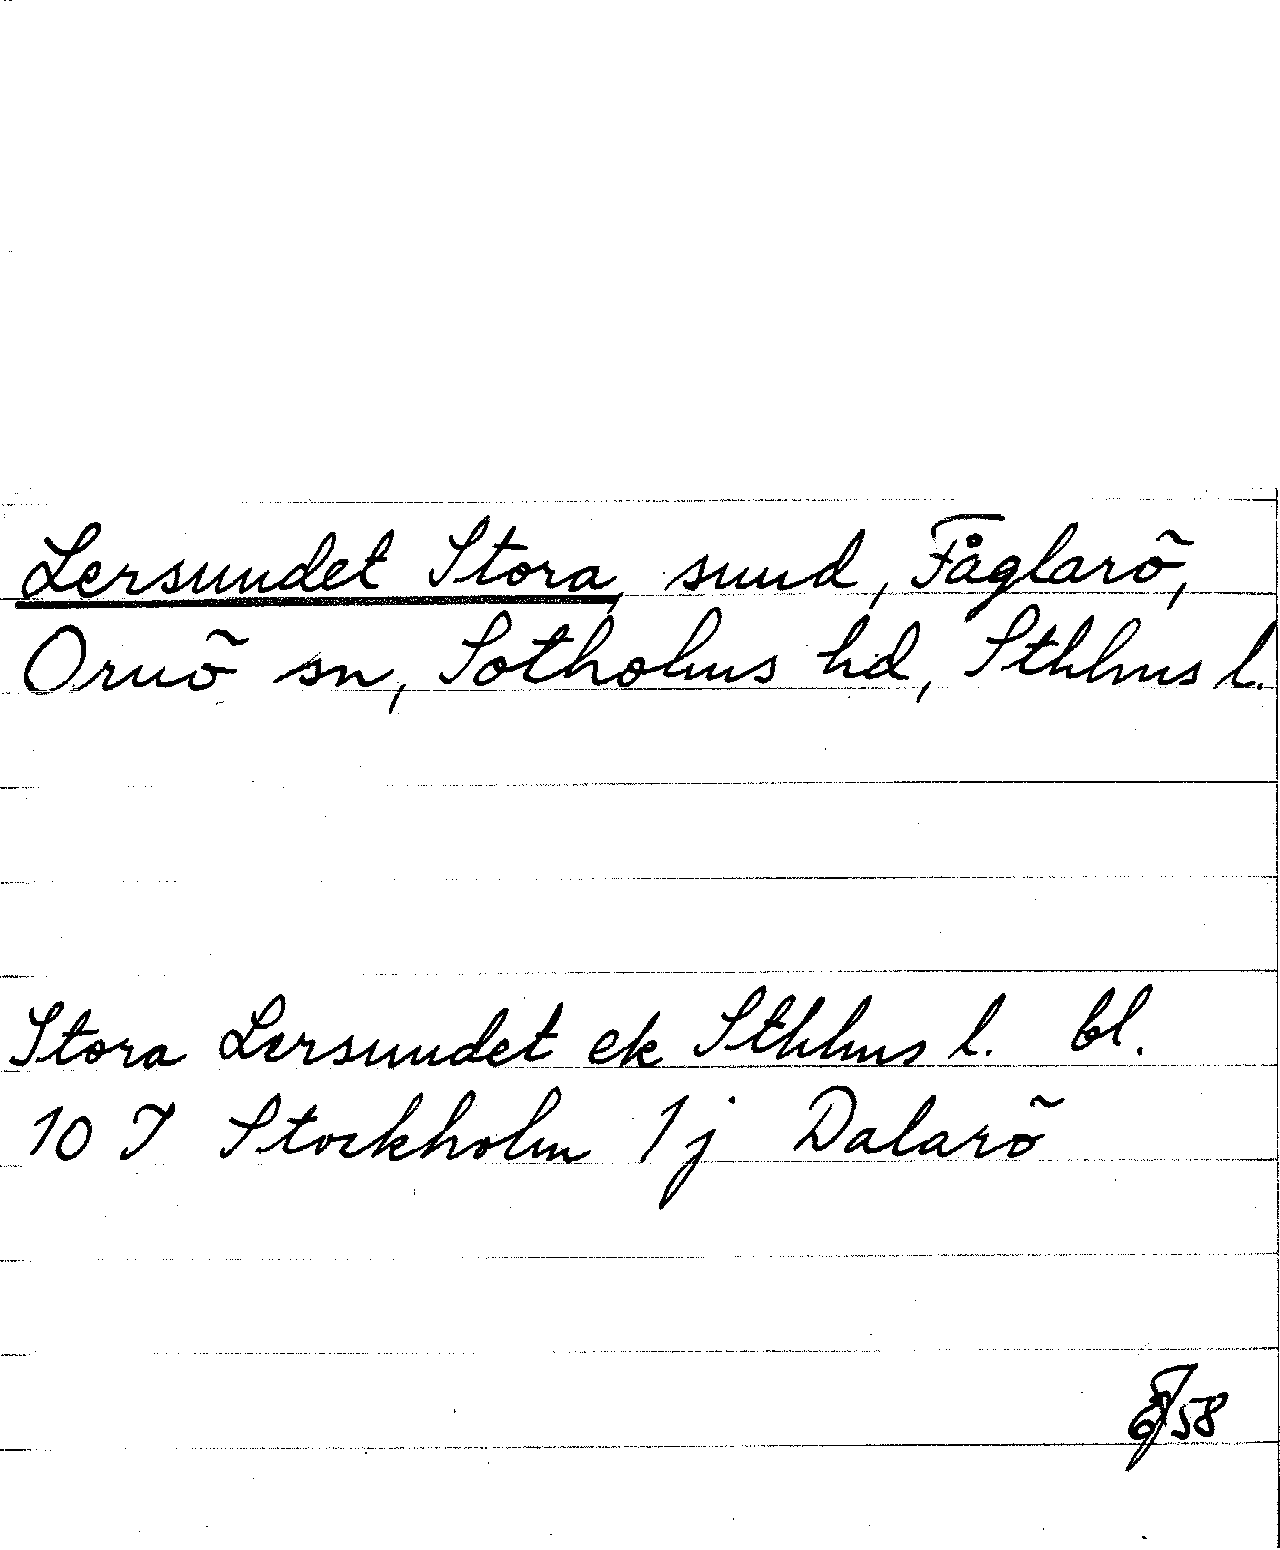 Lersundet Stora, sund, Fåglarö,
Ornö sn, Sotholms hd, Sthlms l.
Stora Lersundet ek Sthlms l. bl.
10 I Stockholm 1 j Dalarö
58